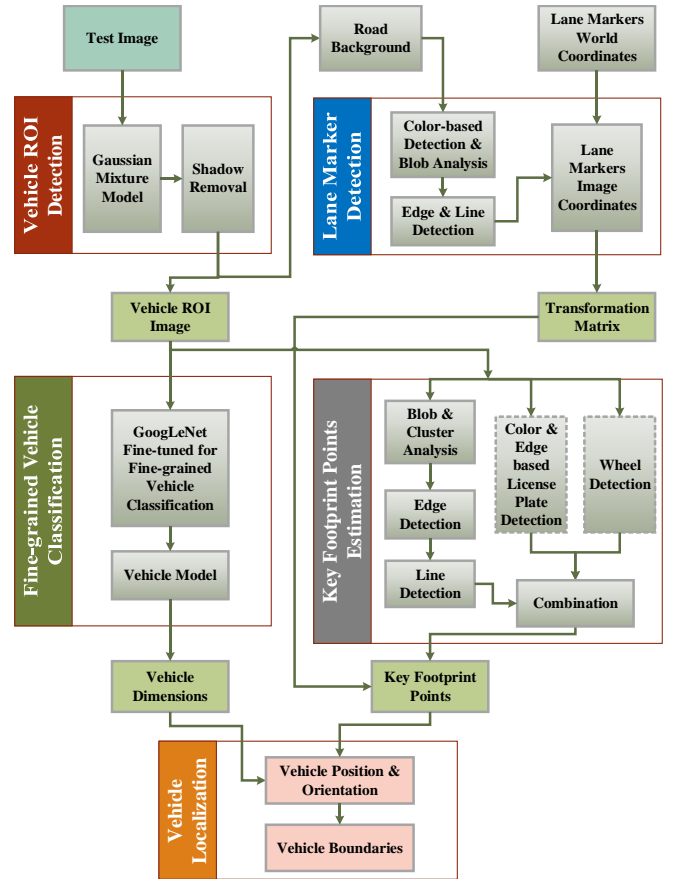 Test Image
Road
Background
Lane Markers
World
Coordinates
Vehicle ROI
Detection
Gaussian
Mixture
Model
Shadow
Removal
Lane Marker
Detection
Color-based
Detection &
Blob Analysis
Edge & Line
Detection
Lane
Markers
Image
Coordinates
Vehicle ROI
Image
Transformation
Matrix
Fine-grained Vehicle
Classification
GoogLeNet
Fine-tuned for
Fine-grained
Vehicle
Classification
Vehicle Model
Key Footprint Points
Estimation
Blob &
Cluster
Analysis
Edge
Detection
Line
Detection
Color &
Edge
based
License
Plate
Detection
Wheel
Detection
Combination
Vehicle
Dimensions
Key Footprint
Points
Vehicle
Localization
Vehicle Position &
Orientation
Vehicle Boundaries